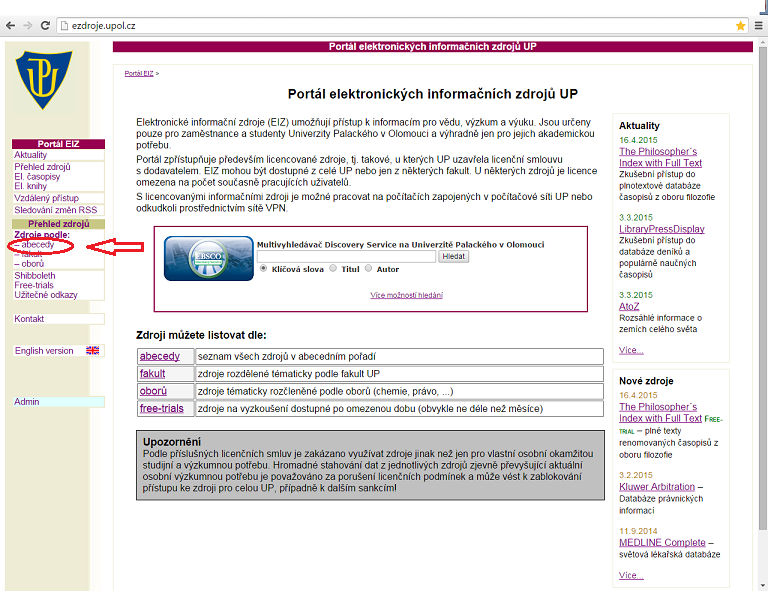 ezdroje.upol.cz
Portál elektronických informačních zdrojů UP
UP
Portál EIZ
Aktuality
Přehled zdrojů
El. časopisy
El. knihy
Vzdálený přístup
Sledování změn RSS
Přehled zdrojů
Zdroje podle:
– abecedy
– fakult
– oborů
Shibboleth
Free-trials
Užitečné odkazy
Kontakt
English version
Admin
Portál EIZ >
Portál elektronických informačních zdrojů UP
Elektronické informační zdroje (EIZ) umožňují přístup k informacím pro vědu, výzkum a výuku. Jsou určeny
pouze pro zaměstnance a studenty Univerzity Palackého v Olomouci a výhradně jen pro jejich akademickou
potřebu.
Portál zpřístupňuje především licencované zdroje, tj. takové, u kterých UP uzavřela licenční smlouvu
s dodavatelem. EIZ mohou být dostupné z celé UP nebo jen z některých fakult. U některých zdrojů je licence
omezena na počet současně pracujících uživatelů.
S licencovanými informačními zdroji je možné pracovat na počítačích zapojených v počítačové síti UP nebo
odkudkoli prostřednictvím sítě VPN.
EBSCO
Multivyhledávač Discovery Service na Univerzitě Palackého v Olomouci
Hledat
Klíčová slova Titul Autor
Více možností hledání
Zdroji můžete listovat dle:
abecedy seznam všech zdrojů v abecedním pořadí
fakult zdroje rozdělené tématicky podle fakult UP
oborů zdroje tématicky rozčleněné podle oborů (chemie, právo, ...)
free-trials zdroje na vyzkoušení dostupné po omezenou dobu (obvykle ne déle než měsíce)
Upozornění
Podle příslušných licenčních smluv je zakázano využívat zdroje jinak než jen pro vlastní osobní okamžitou
studijní a výzkumnou potřebu. Hromadné stahování dat z jednotlivých zdrojů zjevně převyšující aktuální
osobní výzkumnou potřebu je považováno za porušení licenčních podmínek a může vést k zablokování
přístupu ke zdroji pro celou UP, případně k dalším sankcím!
Aktuality
16.4.2015
The Philosopher´s
Index with Full Text
Zkušební přístup do
plnotextové databáze
časopisů z oboru filozofie
3.3.2015
LibraryPressDisplay
Zkušební přístup do
databáze deníků a
populárně naučných
časopisů
3.3.2015
AtoZ
Rozsáhlé informace o
zemích celého světa
Více...
Nové zdroje
16.4.2015
The Philosopher´s
Index with Full Text FREE-
TRIAL – plné texty
renomovaných časopisů z
oboru filozofie
3.2.2015
Kluwer Arbitration –
Databáze právnických
informací
11.9.2014
MEDLINE Complete –
světová lékařská databáze
Více...